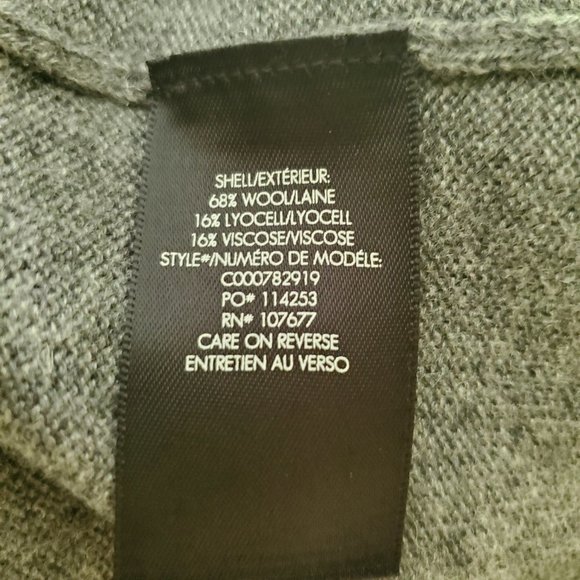 SHELL/EXTÉRIEUR:
68% WOOL/LAINE
16% LYOCELL/LYOCELL
16% VISCOSE/VISCOSE
STYLE#/NUMÉRO DE MODÉLE:
C000782919
PO# 114253
RN# 107677
CARE ON REVERSE
ENTRETIEN AU VERSO